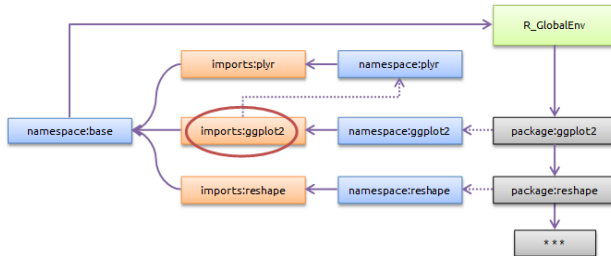 R_GlobalEnv
imports:plyr
namespace:plyr
namespace:base
imports:ggplot2
namespace:ggplot2
package:ggplot2
imports:reshape
namespace:reshape
package:reshape
***